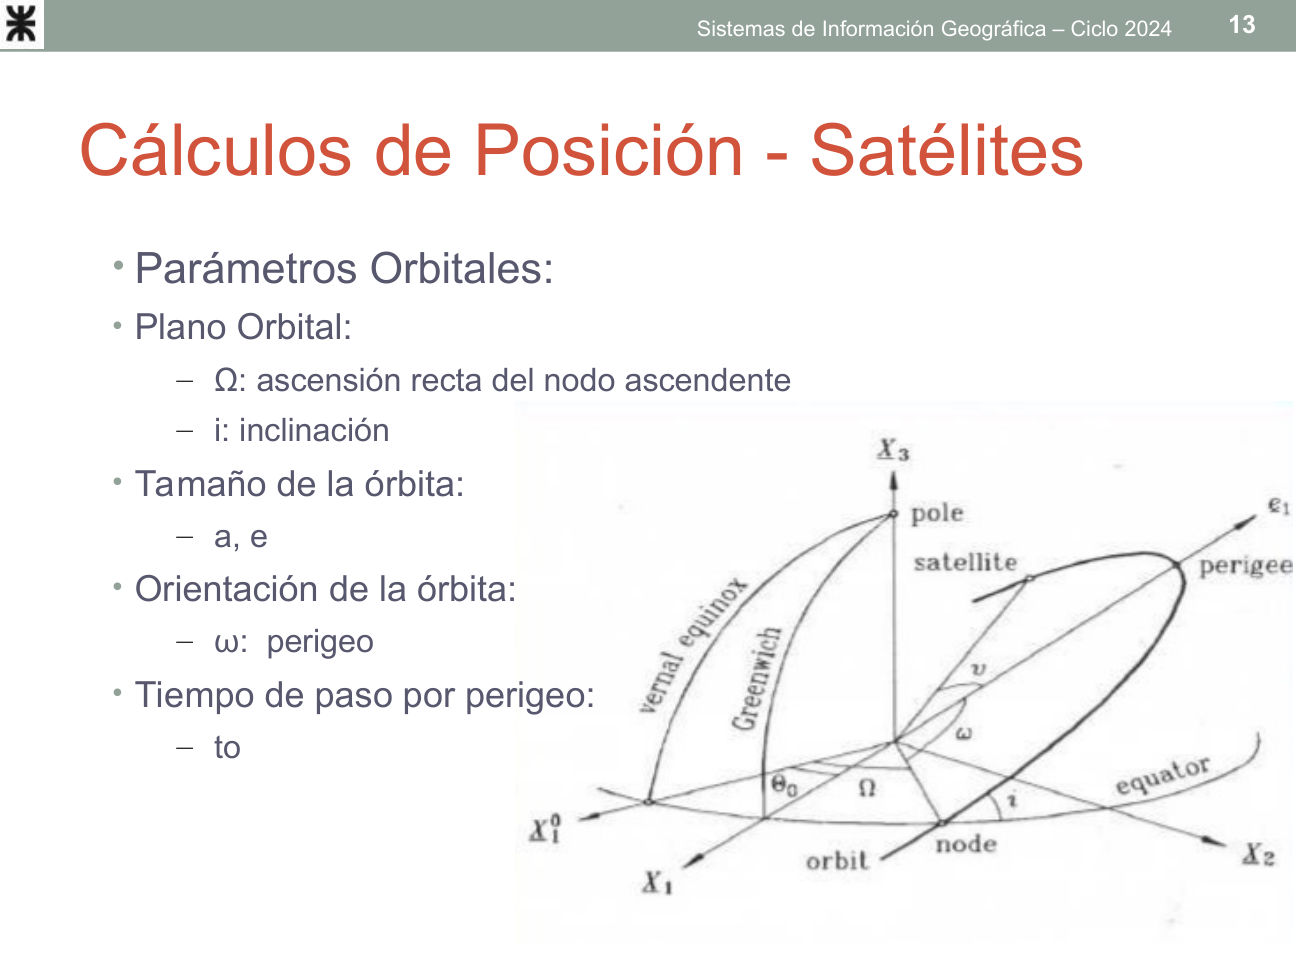 Sistemas de Información Geográfica – Ciclo 2024
13
Cálculos de Posición - Satélites
• Parámetros Orbitales:
• Plano Orbital:
– Ω: ascensión recta del nodo ascendente
– i: inclinación
• Tamaño de la órbita:
– a, e
• Orientación de la órbita:
– ω: perigeo
• Tiempo de paso por perigeo:
– to
X3
pole
e1
satellite
perigee
vernal equinox
Greenwich
υ
ω
Θ0
Ω
i
equator
X1⁰
node
X2
orbit
X1